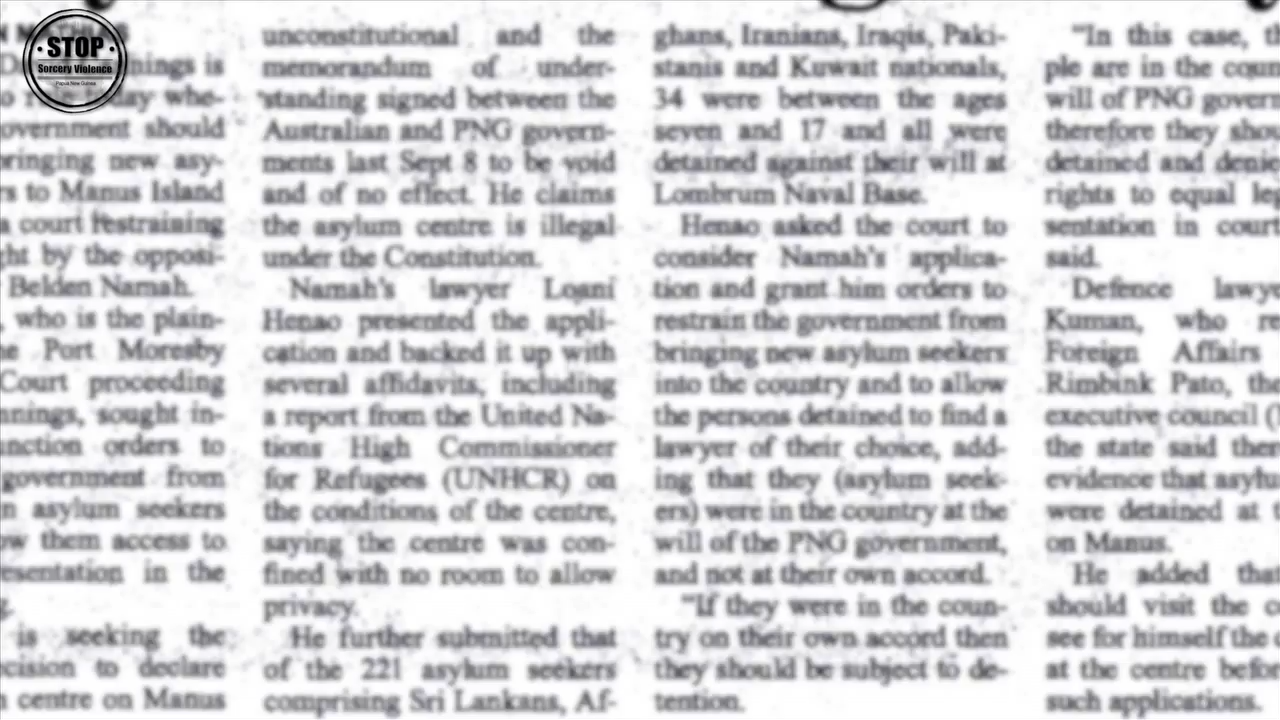 STOP
Sorcery Violence
Papua New Guinea
ings is
day whe-
overnment should
ringing new asy-
rs to Manus Island
a court restraining
ght by the opposi-
Belden Namah.
, who is the plain-
e Port Moresby
Court proceeding
nnings, sought in-
unction orders to
government from
n asylum seekers
ow them access to
esentation in the
g.
is seeking the
cision to declare
n centre on Manus
unconstitutional and the
memorandum of under-
standing signed between the
Australian and PNG govern-
ments last Sept 8 to be void
and of no effect. He claims
the asylum centre is illegal
under the Constitution.
Namah's lawyer Loani
Henao presented the appli-
cation and backed it up with
several affidavits, including
a report from the United Na-
tions High Commissioner
for Refugees (UNHCR) on
the conditions of the centre,
saying the centre was con-
fined with no room to allow
privacy.
He further submitted that
of the 221 asylum seekers
comprising Sri Lankans, Af-
ghans, Iranians, Iraqis, Paki-
stanis and Kuwait nationals,
34 were between the ages
seven and 17 and all were
detained against their will at
Lombrum Naval Base.
Henao asked the court to
consider Namah's applica-
tion and grant him orders to
restrain the government from
bringing new asylum seekers
into the country and to allow
the persons detained to find a
lawyer of their choice, add-
ing that they (asylum seek-
ers) were in the country at the
will of the PNG government,
and not at their own accord.
"If they were in the coun-
try on their own accord then
they should be subject to de-
tention.
"In this case, th
ple are in the coun
will of PNG govern
therefore they shou
detained and denie
rights to equal leg
sentation in court
said.
Defence lawye
Kuman, who re
Foreign Affairs
Rimbink Pato, the
executive council (
the state said ther
evidence that asylu
were detained at t
on Manus.
He added that
should visit the c
see for himself the
at the centre befor
such applications.